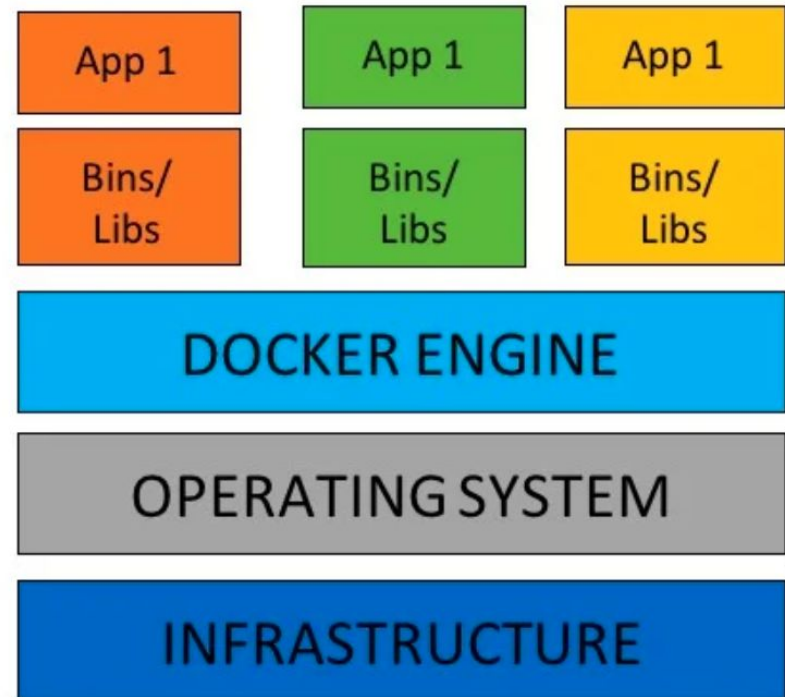 App 1
App 1
App 1
Bins/
Libs
Bins/
Libs
Bins/
Libs
DOCKER ENGINE
OPERATING SYSTEM
INFRASTRUCTURE